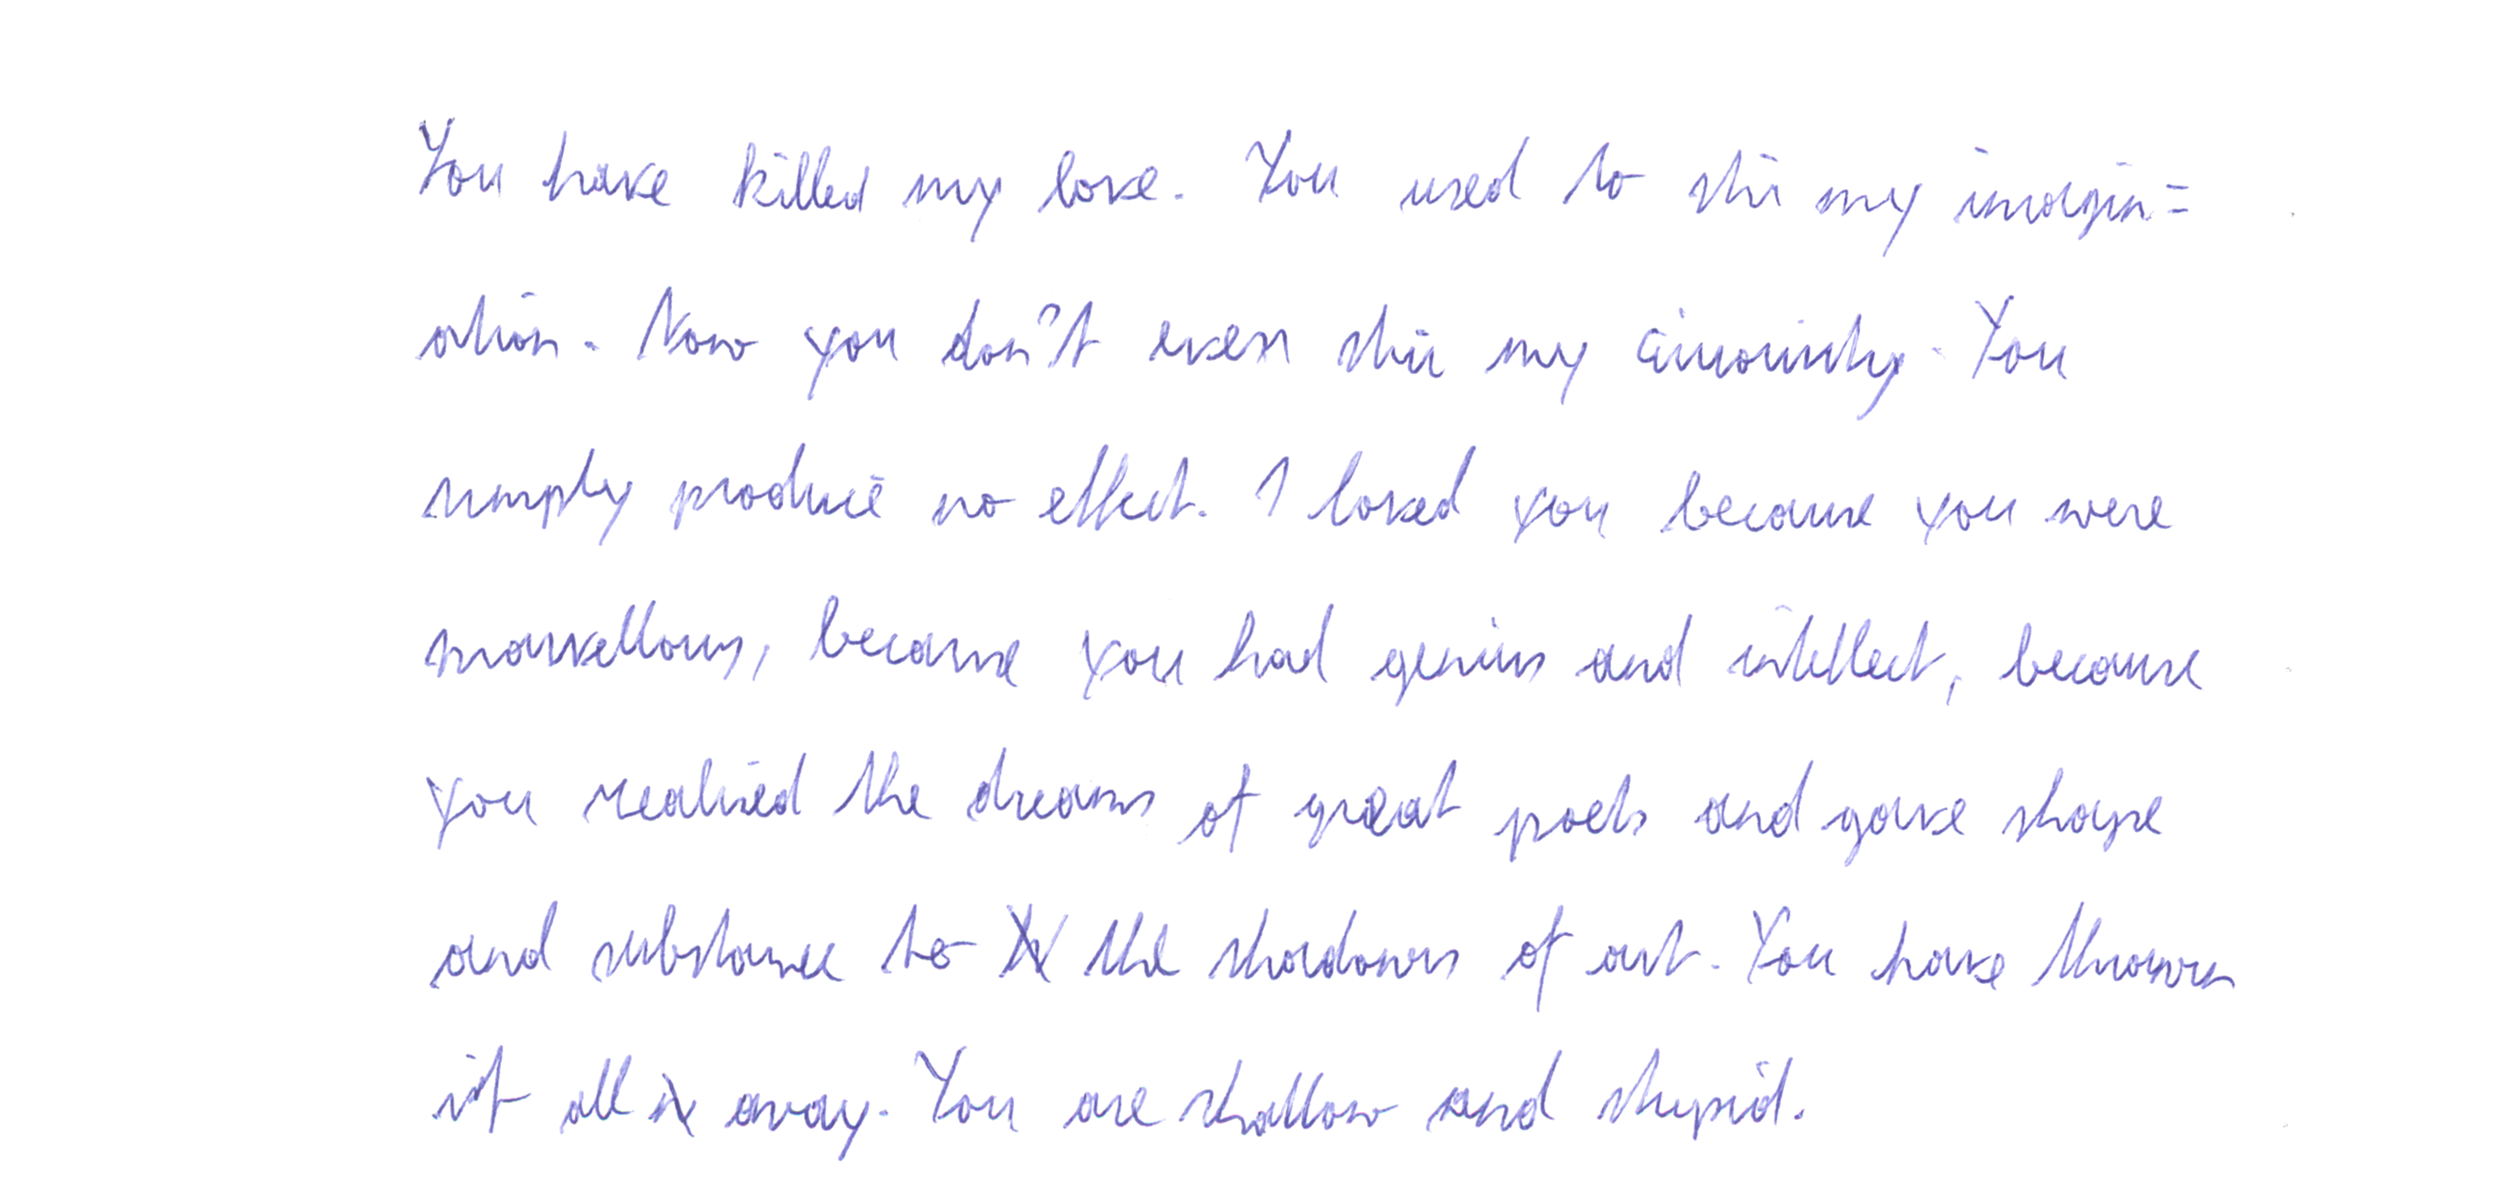 You have killed my love. You used to stir my imagin=
ation. Now you don't even stir my curiosity. You
simply produce no effect. I loved you because you were
marvellous, because you had genius and intellect, because
you realised the dreams of great poets and gave shape
and substance to the shadows of art. You have thrown
it all away. You are shallow and stupid.